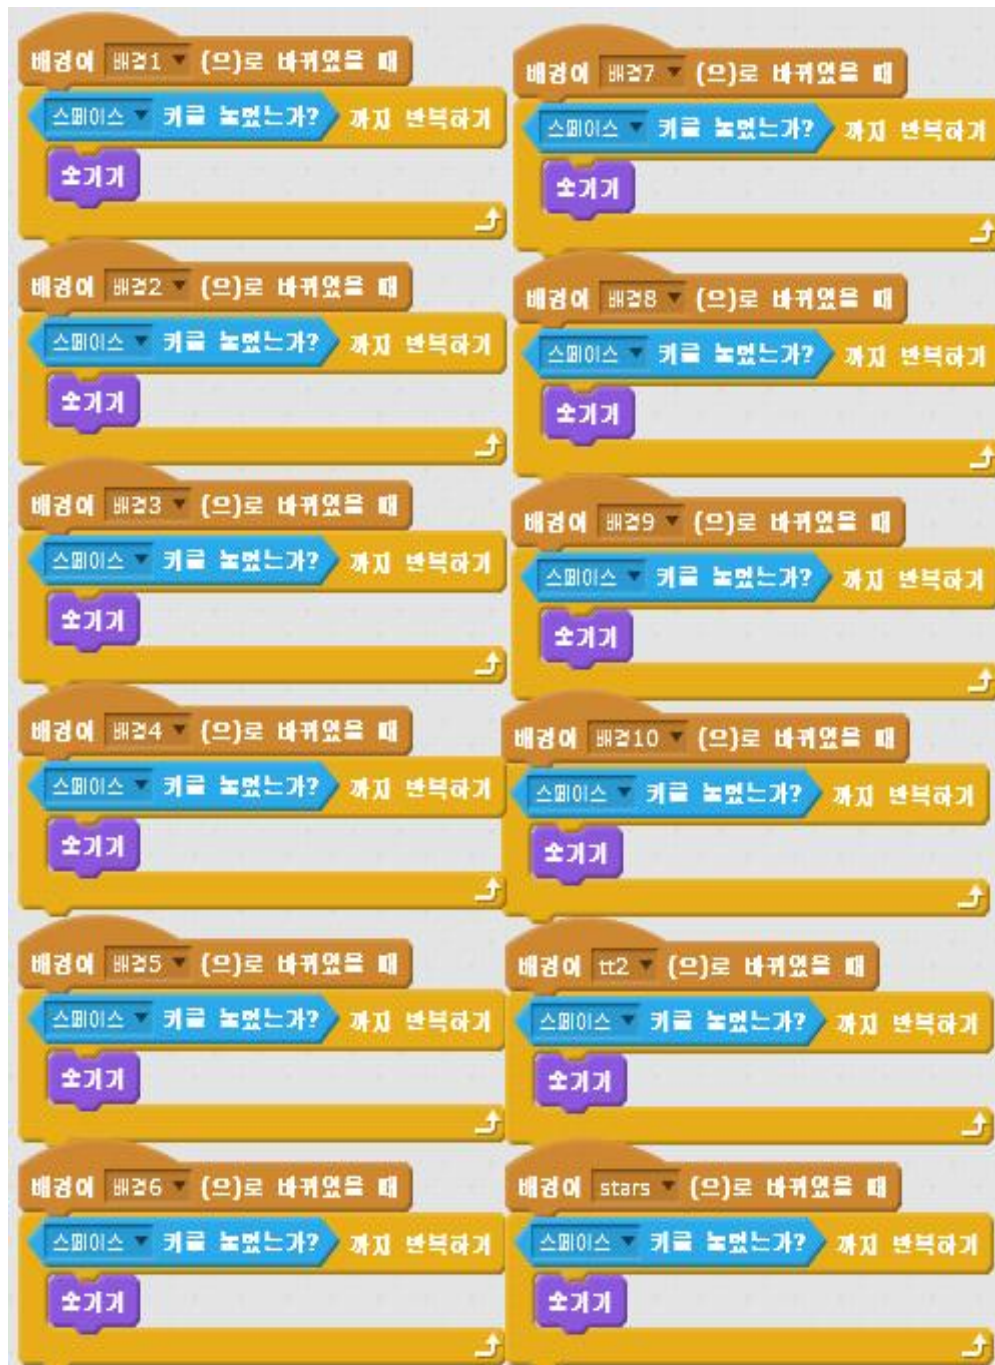 배경이 배경1 (으)로 바뀌었을 때
스페이스 키를 눌렀는가? 까지 반복하기
숨기기
배경이 배경2 (으)로 바뀌었을 때
스페이스 키를 눌렀는가? 까지 반복하기
숨기기
배경이 배경3 (으)로 바뀌었을 때
스페이스 키를 눌렀는가? 까지 반복하기
숨기기
배경이 배경4 (으)로 바뀌었을 때
스페이스 키를 눌렀는가? 까지 반복하기
숨기기
배경이 배경5 (으)로 바뀌었을 때
스페이스 키를 눌렀는가? 까지 반복하기
숨기기
배경이 배경6 (으)로 바뀌었을 때
스페이스 키를 눌렀는가? 까지 반복하기
숨기기
배경이 배경7 (으)로 바뀌었을 때
스페이스 키를 눌렀는가? 까지 반복하기
숨기기
배경이 배경8 (으)로 바뀌었을 때
스페이스 키를 눌렀는가? 까지 반복하기
숨기기
배경이 배경9 (으)로 바뀌었을 때
스페이스 키를 눌렀는가? 까지 반복하기
숨기기
배경이 배경10 (으)로 바뀌었을 때
스페이스 키를 눌렀는가? 까지 반복하기
숨기기
배경이 tt2 (으)로 바뀌었을 때
스페이스 키를 눌렀는가? 까지 반복하기
숨기기
배경이 stars (으)로 바뀌었을 때
스페이스 키를 눌렀는가? 까지 반복하기
숨기기